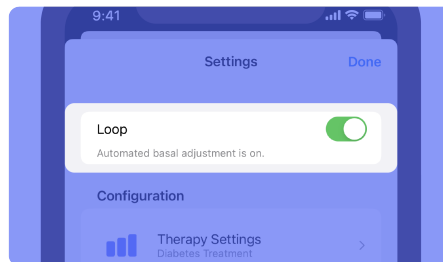 9:41
Settings
Done
Loop
Automated basal adjustment is on.
Configuration
Therapy Settings
Diabetes Treatment